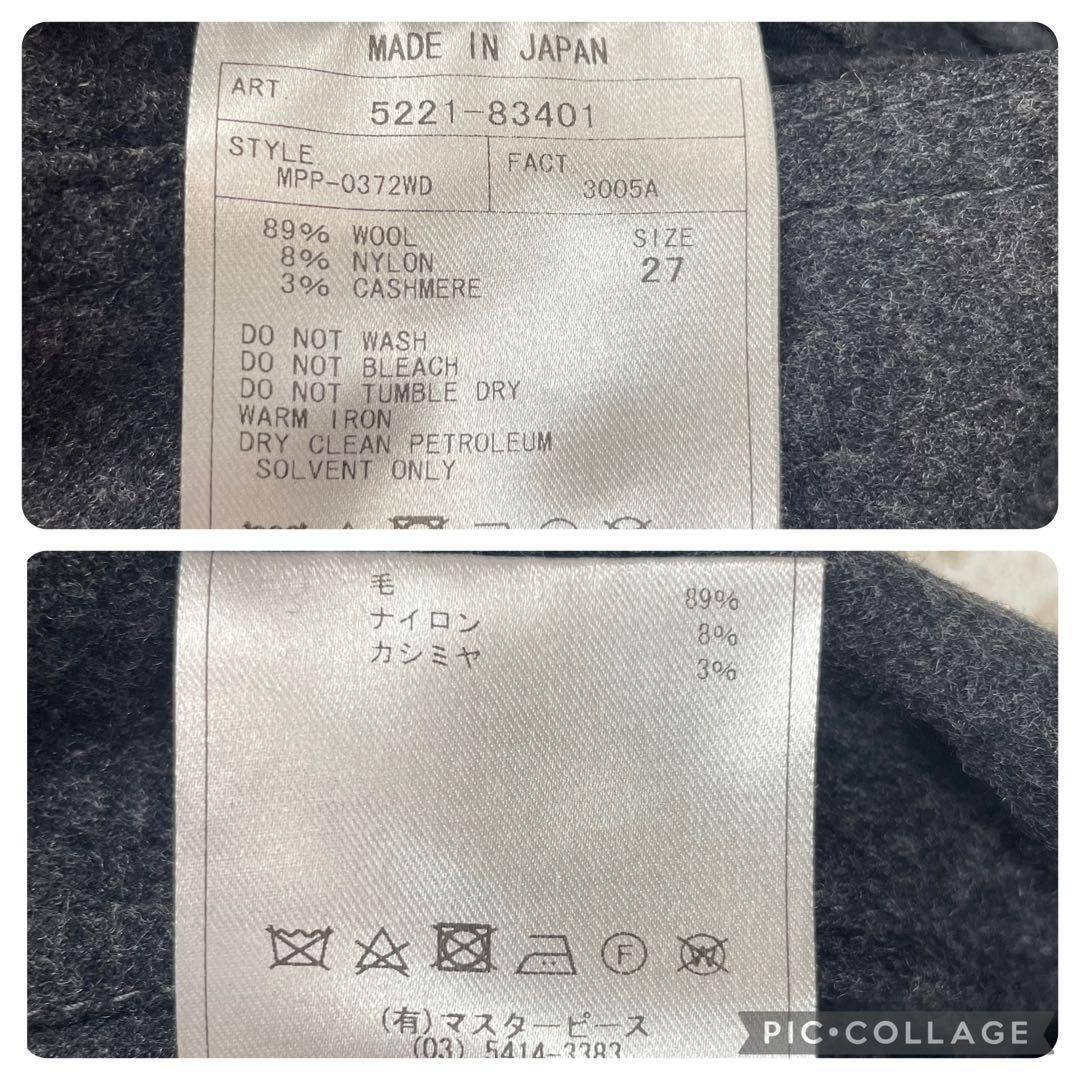 MADE IN JAPAN
ART
5221-83401
STYLE
MPP-0372WD
FACT
3005A
89% WOOL
8% NYLON
3% CASHMERE
SIZE
27
DO NOT WASH
DO NOT BLEACH
DO NOT TUMBLE DRY
WARM IRON
DRY CLEAN PETROLEUM
SOLVENT ONLY
毛 89%
ナイロン 8%
カシミヤ 3%
F
W
(有)マスターピース
(03) 5414-3383
PIC•COLLAGE